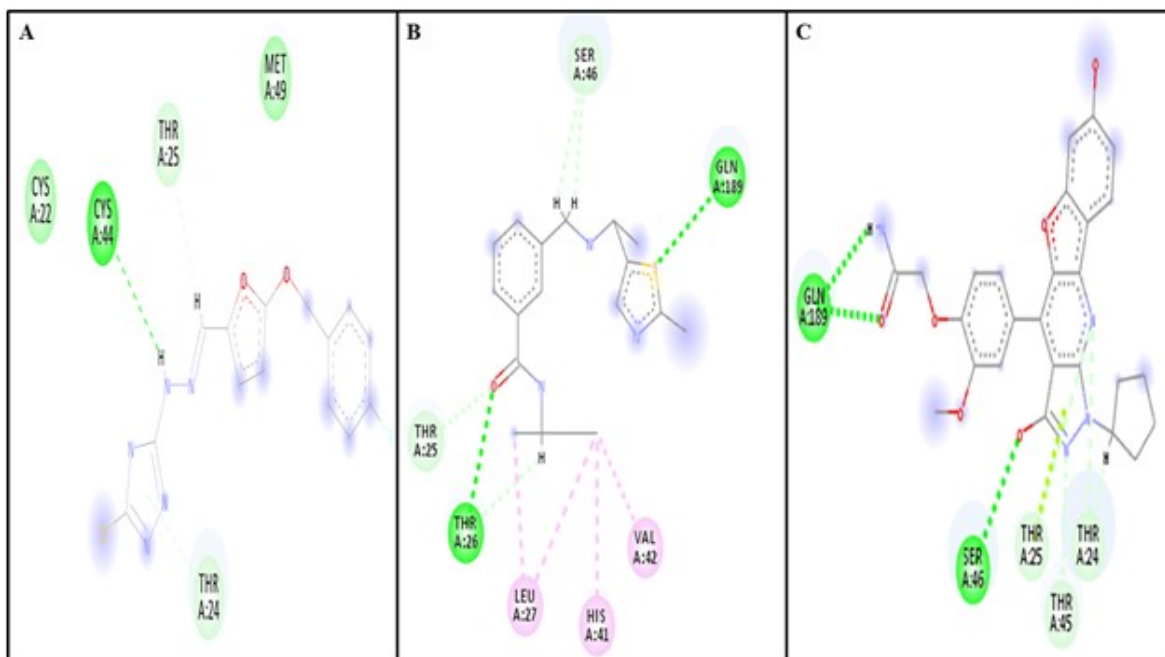 A
MET
A:49
THR
A:25
CYS
A:22
CYS
A:44
H
H
N
N
N
O
O
N
N
N
N
S
THR
A:24
B
SER
A:46
GLN
A:189
H
H
N
S
N
O
N
H
THR
A:25
THR
A:26
LEU
A:27
HIS
A:41
VAL
A:42
C
O
O
H
N
GLN
A:189
O
O
N
O
O
N
N
H
SER
A:46
THR
A:25
THR
A:24
THR
A:45